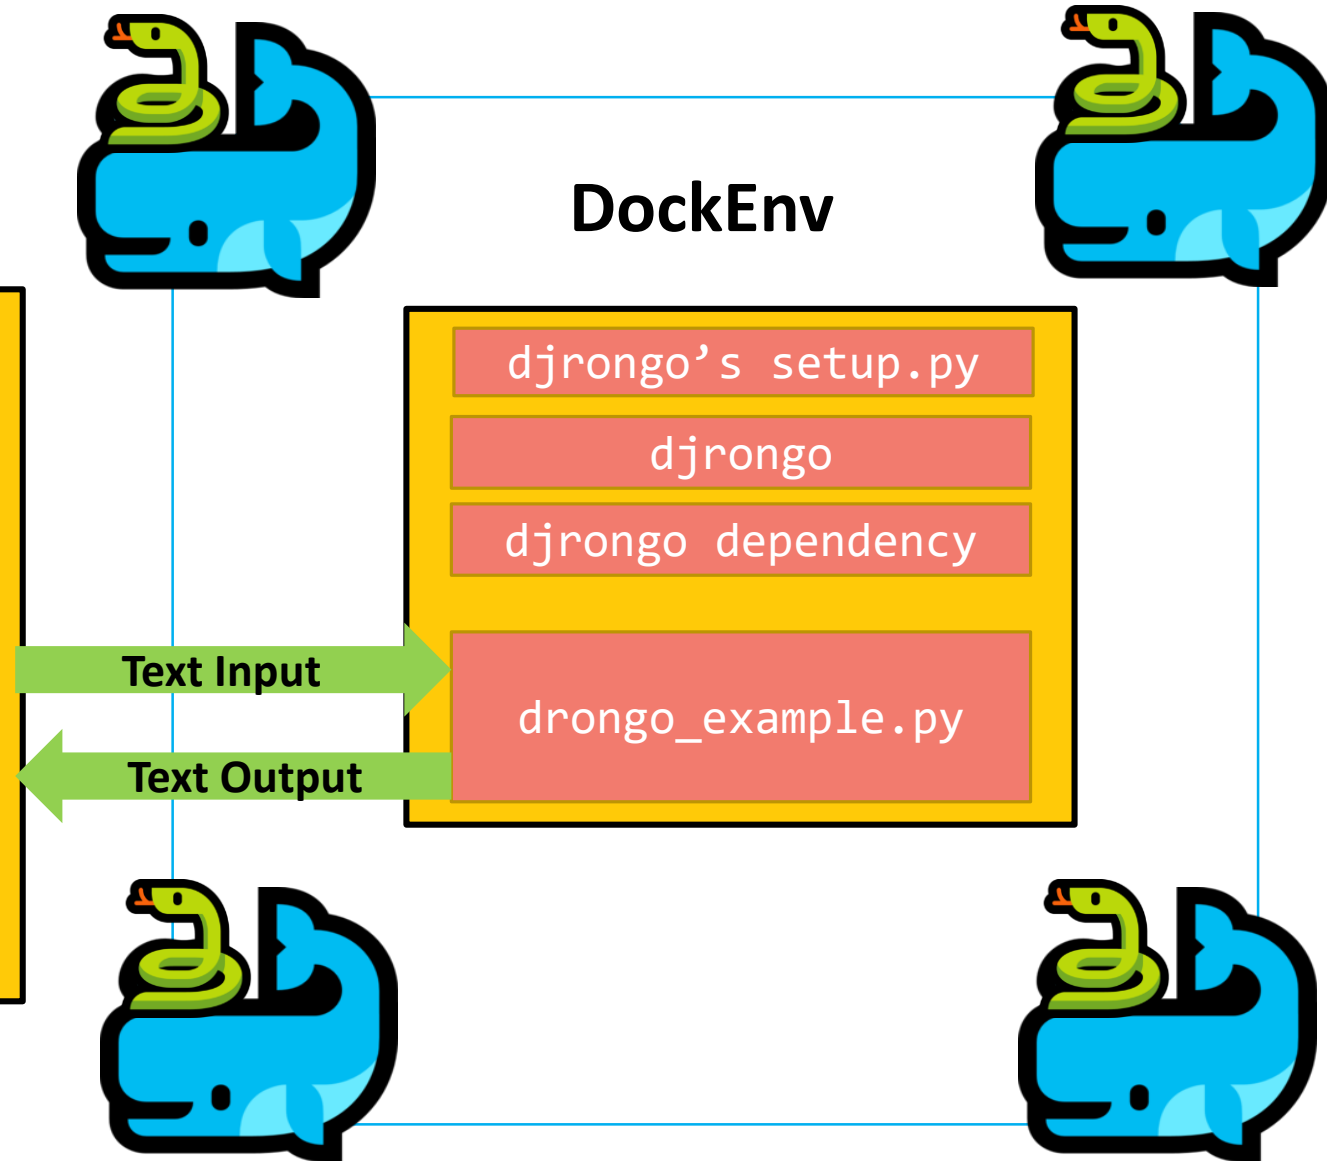 DockEnv
djrongo’s setup.py
djrongo
djrongo dependency
Text Input
drongo_example.py
Text Output